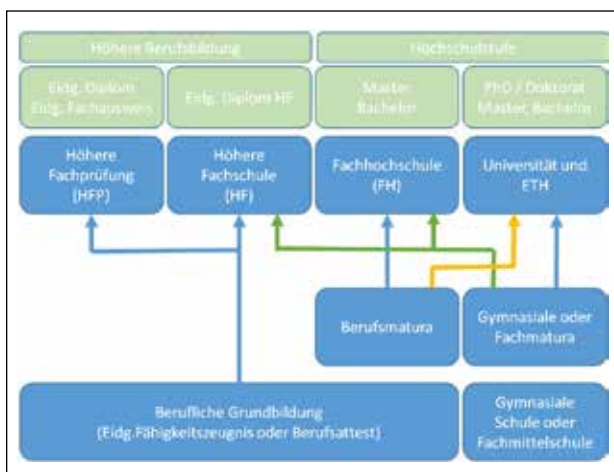 Höhere Berufsbildung
Hochschulstufe
Eidg. Diplom
Eidg. Fachausweis
Eidg. Diplom HF
Master
Bachelor
PhD / Doktorat
Master, Bachelor
Höhere
Fachprüfung
(HFP)
Höhere
Fachschule
(HF)
Fachhochschule
(FH)
Universität und
ETH
Berufsmatura
Gymnasiale oder
Fachmatura
Berufliche Grundbildung
(Eidg.Fähigkeitszeugnis oder Berufsattest)
Gymnasiale
Schule oder
Fachmittelschule